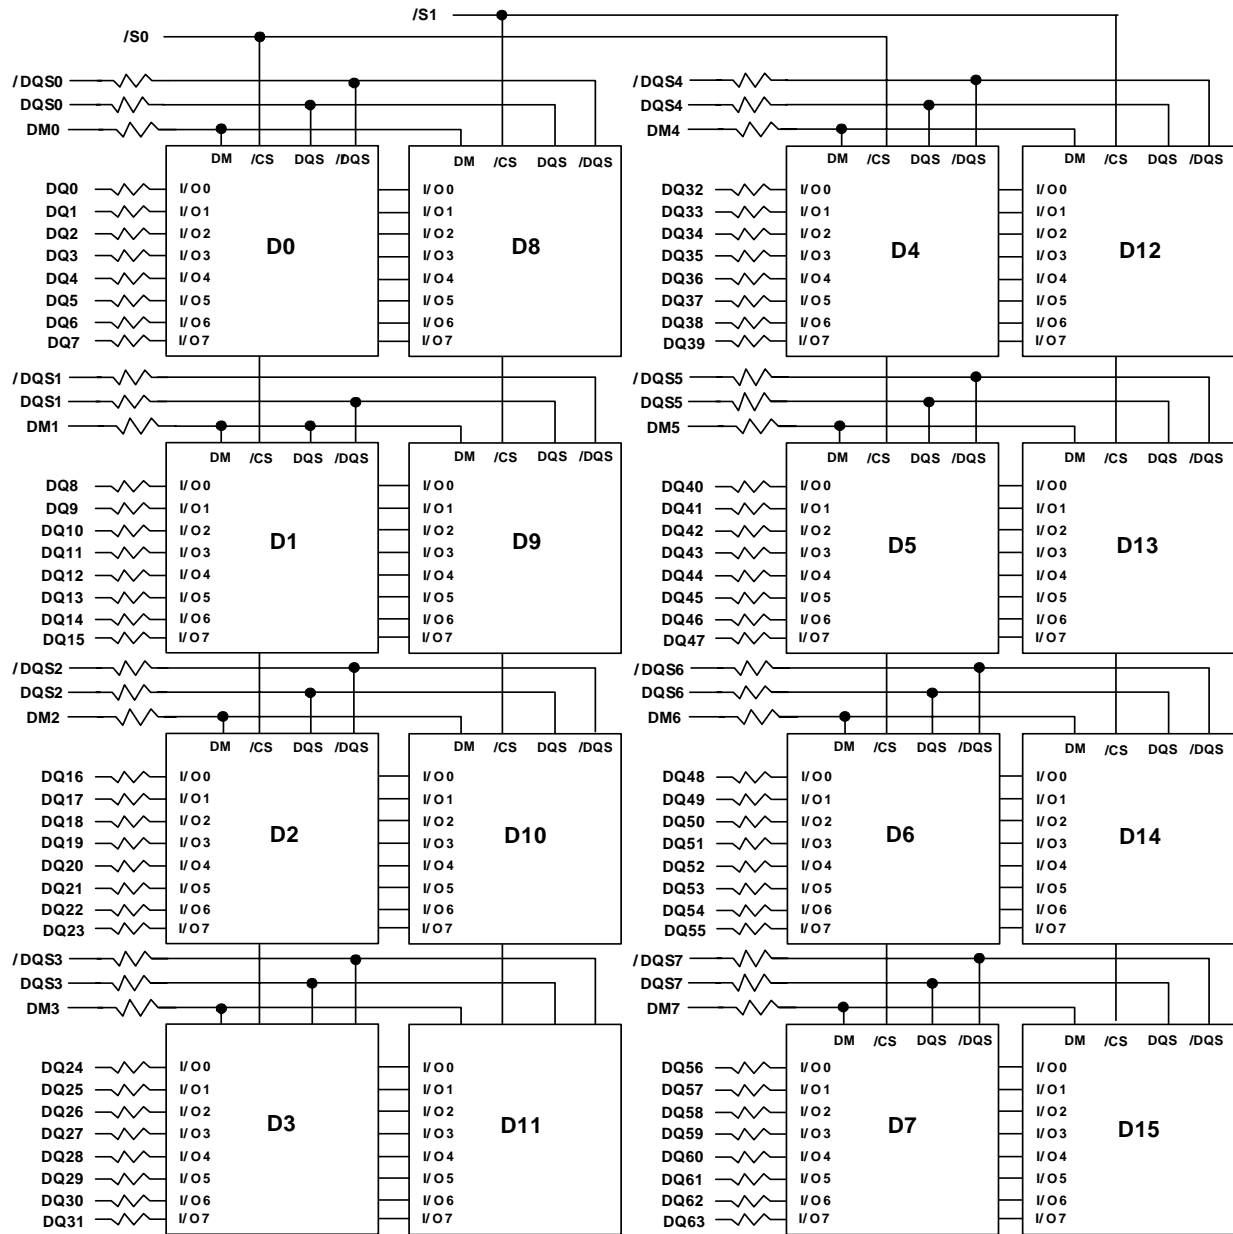 /S1
/S0
/DQS0 /DQS4
DQS0 DQS4
DM0 DM4
DM /CS DQS /DQS DM /CS DQS /DQS DM /CS DQS /DQS DM /CS DQS /DQS
DQ0 I/O0 I/O0 DQ32 I/O0 I/O0
DQ1 I/O1 I/O1 DQ33 I/O1 I/O1
DQ2 I/O2 I/O2 DQ34 I/O2 I/O2
D0 D8 D4 D12
DQ3 I/O3 I/O3 DQ35 I/O3 I/O3
DQ4 I/O4 I/O4 DQ36 I/O4 I/O4
DQ5 I/O5 I/O5 DQ37 I/O5 I/O5
DQ6 I/O6 I/O6 DQ38 I/O6 I/O6
DQ7 I/O7 I/O7 DQ39 I/O7 I/O7
/DQS1 /DQS5
DQS1 DQS5
DM1 DM5
DM /CS DQS /DQS DM /CS DQS /DQS DM /CS DQS /DQS DM /CS DQS /DQS
DQ8 I/O0 I/O0 DQ40 I/O0 I/O0
DQ9 I/O1 I/O1 DQ41 I/O1 I/O1
DQ10 I/O2 I/O2 DQ42 I/O2 I/O2
D1 D9 D5 D13
DQ11 I/O3 I/O3 DQ43 I/O3 I/O3
DQ12 I/O4 I/O4 DQ44 I/O4 I/O4
DQ13 I/O5 I/O5 DQ45 I/O5 I/O5
DQ14 I/O6 I/O6 DQ46 I/O6 I/O6
DQ15 I/O7 I/O7 DQ47 I/O7 I/O7
/DQS2 /DQS6
DQS2 DQS6
DM2 DM6
DM /CS DQS /DQS DM /CS DQS /DQS DM /CS DQS /DQS DM /CS DQS /DQS
DQ16 I/O0 I/O0 DQ48 I/O0 I/O0
DQ17 I/O1 I/O1 DQ49 I/O1 I/O1
DQ18 I/O2 I/O2 DQ50 I/O2 I/O2
D2 D10 D6 D14
DQ19 I/O3 I/O3 DQ51 I/O3 I/O3
DQ20 I/O4 I/O4 DQ52 I/O4 I/O4
DQ21 I/O5 I/O5 DQ53 I/O5 I/O5
DQ22 I/O6 I/O6 DQ54 I/O6 I/O6
DQ23 I/O7 I/O7 DQ55 I/O7 I/O7
/DQS3 /DQS7
DQS3 DQS7
DM3 DM7
DM /CS DQS /DQS DM /CS DQS /DQS
DQ24 I/O0 I/O0 DQ56 I/O0 I/O0
DQ25 I/O1 I/O1 DQ57 I/O1 I/O1
DQ26 I/O2 I/O2 DQ58 I/O2 I/O2
D3 D11 D7 D15
DQ27 I/O3 I/O3 DQ59 I/O3 I/O3
DQ28 I/O4 I/O4 DQ60 I/O4 I/O4
DQ29 I/O5 I/O5 DQ61 I/O5 I/O5
DQ30 I/O6 I/O6 DQ62 I/O6 I/O6
DQ31 I/O7 I/O7 DQ63 I/O7 I/O7